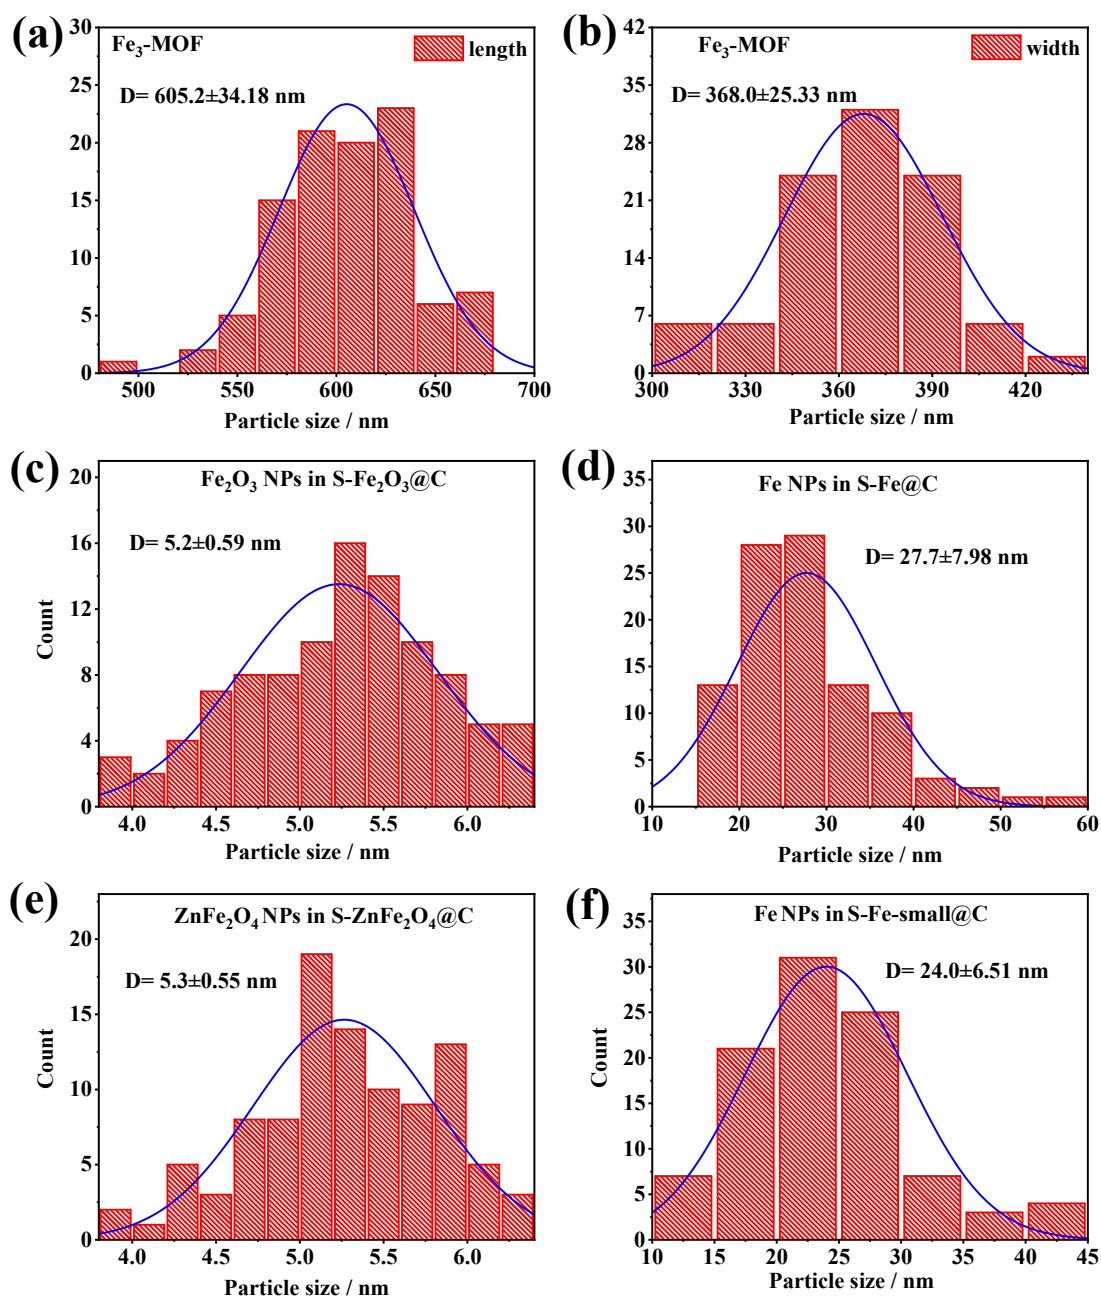 (a)
Fe₃-MOF
length
D= 605.2±34.18 nm
30
25
20
15
10
5
0
500 550 600 650 700
Particle size / nm
(b)
Fe₃-MOF
width
D= 368.0±25.33 nm
42
35
28
21
14
7
0
300 330 360 390 420
Particle size / nm
(c)
Fe₂O₃ NPs in S-Fe₂O₃@C
D= 5.2±0.59 nm
Count
20
16
12
8
4
0
4.0 4.5 5.0 5.5 6.0
Particle size / nm
(d)
Fe NPs in S-Fe@C
D= 27.7±7.98 nm
35
30
25
20
15
10
5
0
10 20 30 40 50 60
Particle size / nm
(e)
ZnFe₂O₄ NPs in S-ZnFe₂O₄@C
D= 5.3±0.55 nm
Count
20
15
10
5
0
4.0 4.5 5.0 5.5 6.0
Particle size / nm
(f)
Fe NPs in S-Fe-small@C
D= 24.0±6.51 nm
Count
35
30
25
20
15
10
5
0
10 15 20 25 30 35 40 45
Particle size / nm